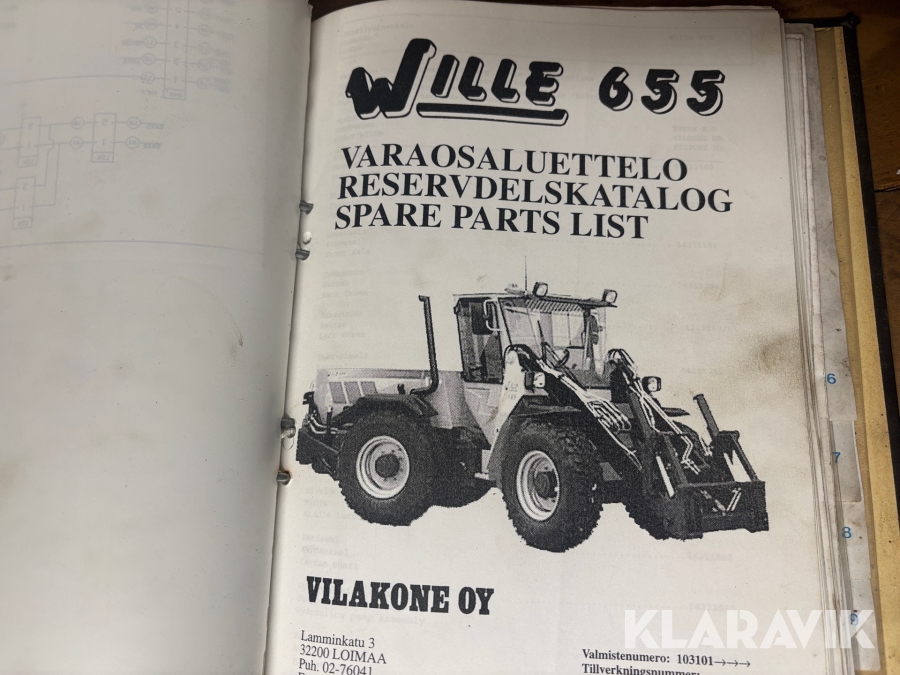 WILLE 655
VARAOSALUETTELO
RESERVDELSKATALOG
SPARE PARTS LIST
VILAKONE OY
Lamminkatu 3
32200 LOIMAA
Puh. 02-76041
Valmistenumero: 103101→→→
Tillverkningsnummer:
6
7
8
KLARAVIK